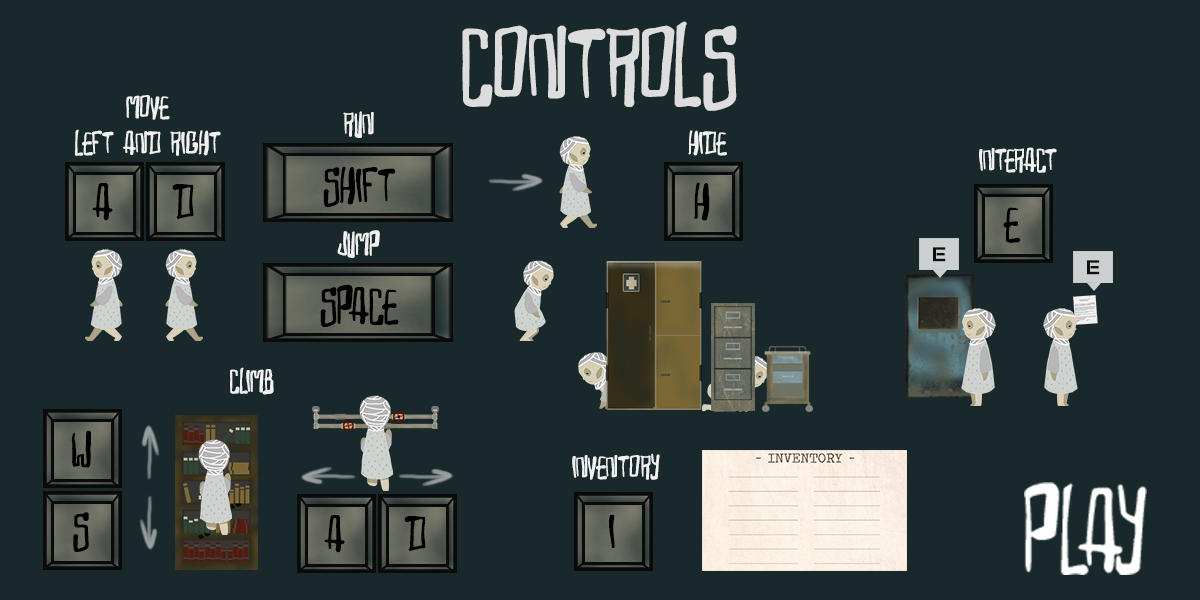 CONTROLS
MOVE
LEFT AND RIGHT
A D
RUN
SHIFT
JUMP
SPACE
HIDE
H
INTERACT
E
E
E
CLIMB
W
S
A D
INVENTORY
I
- INVENTORY -
PLAY